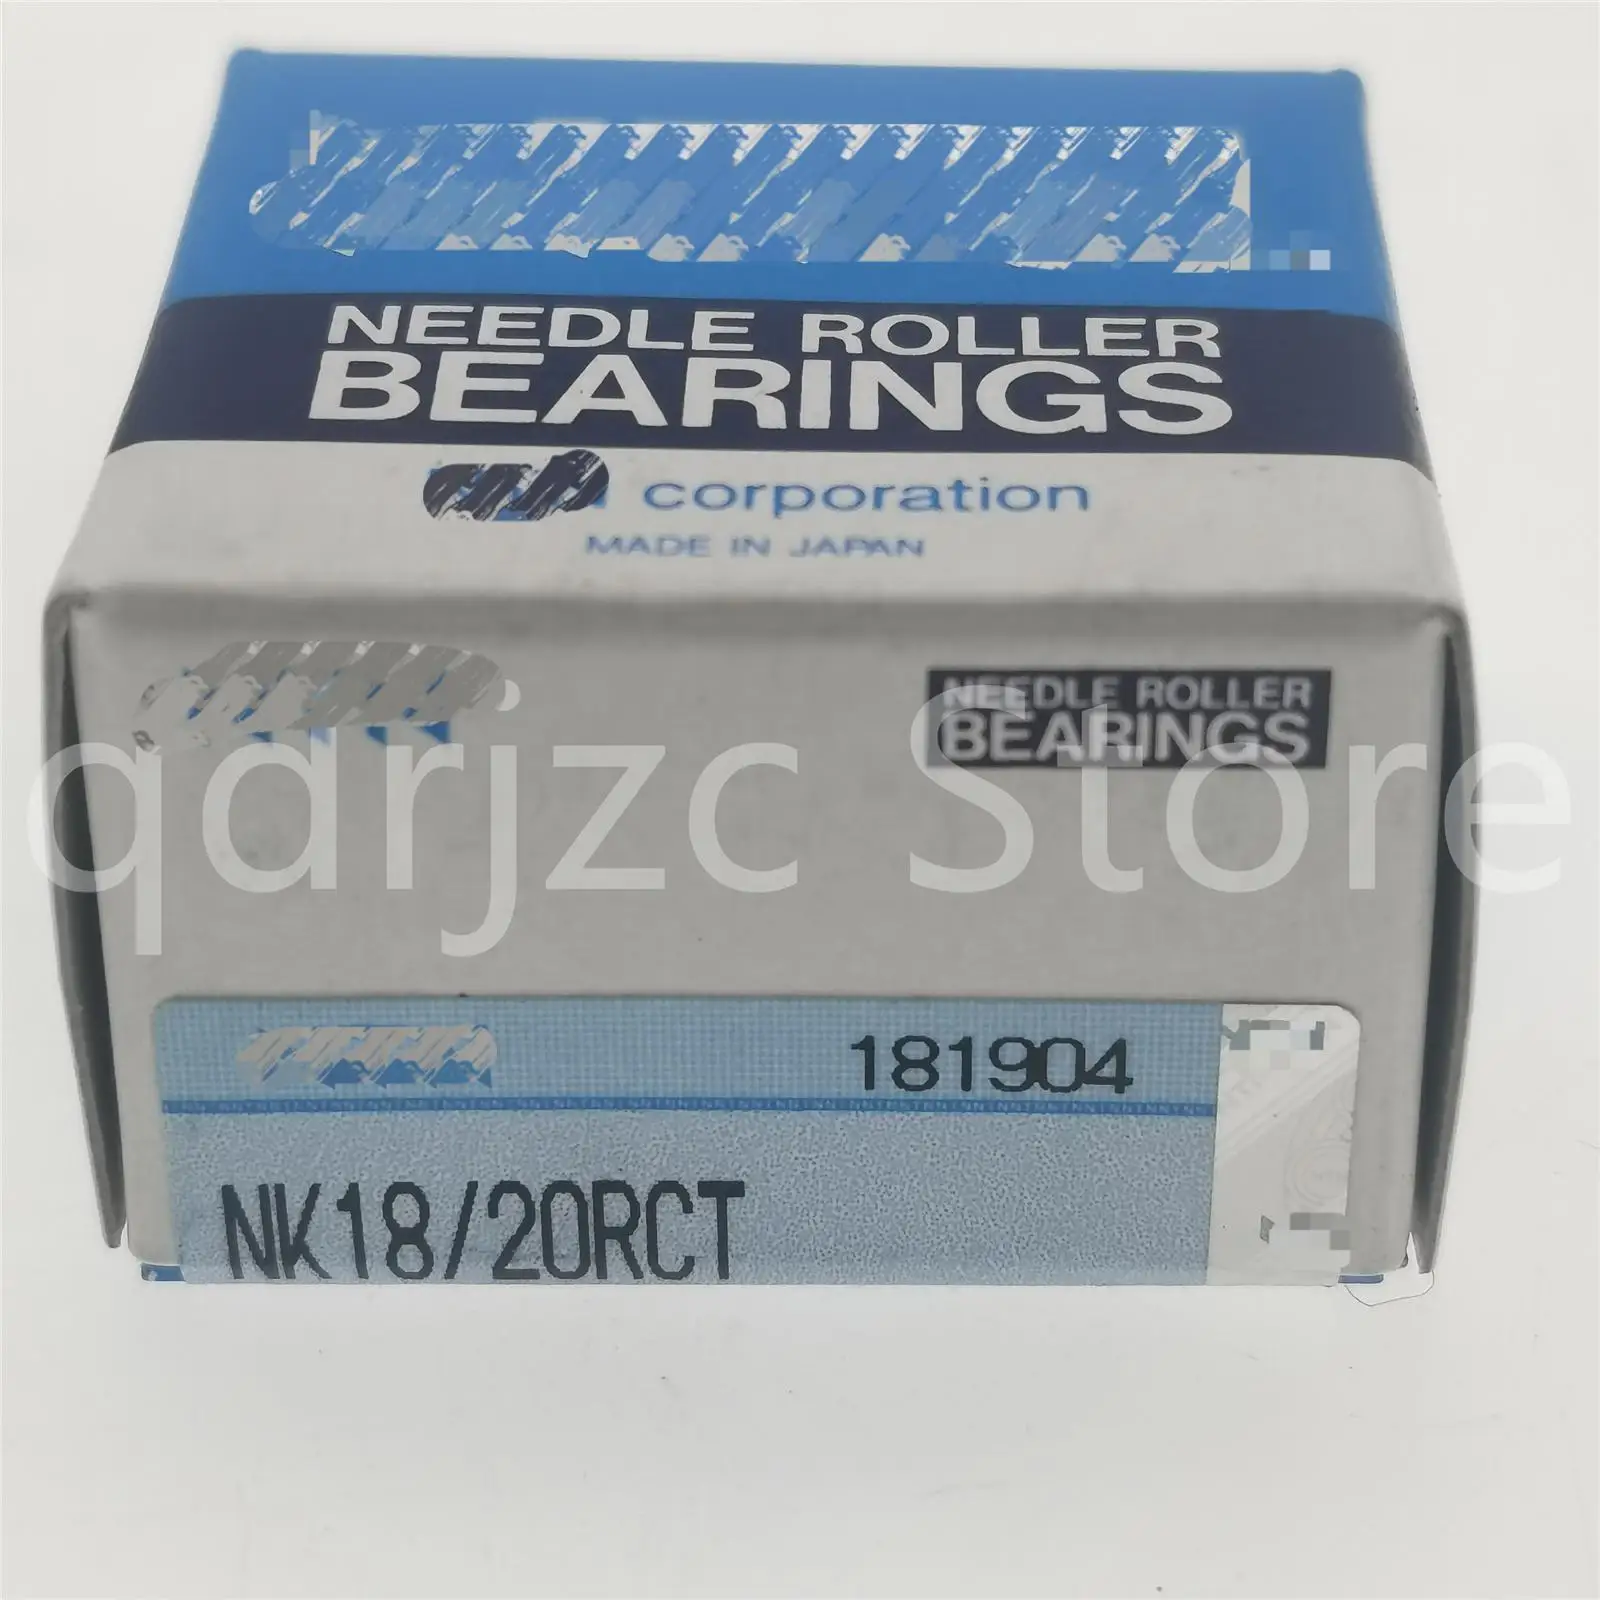 NEEDLE ROLLER
BEARINGS
corporation
MADE IN JAPAN
NEEDLE ROLLER
BEARINGS
qdrjzc Store
181904
NK18/20RCT